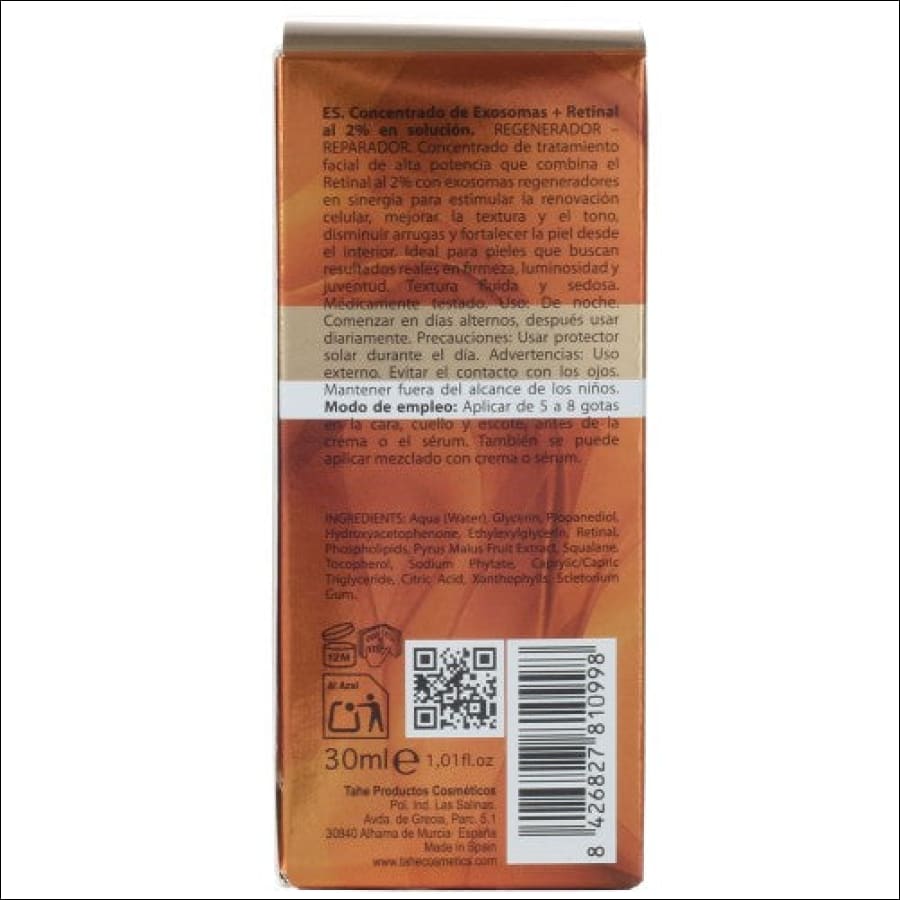 ES. Concentrado de Exosomas + Retinal
al 2% en solución. REGENERADOR –
REPARADOR. Concentrado de tratamiento
facial de alta potencia que combina el
Retinal al 2% con exosomas regeneradores
en sinergia para estimular la renovación
celular, mejorar la textura y el tono,
disminuir arrugas y fortalecer la piel desde
el interior. Ideal para pieles que buscan
resultados reales en firmeza, luminosidad y
juventud. Textura fluida y sedosa.
Médicamente testado. Uso: De noche.
Comenzar en días alternos, después usar
diariamente. Precauciones: Usar protector
solar durante el día. Advertencias: Uso
externo. Evitar el contacto con los ojos.
Mantener fuera del alcance de los niños.
Modo de empleo: Aplicar de 5 a 8 gotas
en la cara, cuello y escote, antes de la
crema o el sérum. También se puede
aplicar mezclado con crema o sérum.
INGREDIENTS: Aqua (Water), Glycerin, Propanediol,
Hydroxyacetophenone, Ethylexylglycerin, Retinal,
Phospholipids, Pyrus Malus Fruit Extract, Squalane,
Tocopherol, Sodium Phytate, Caprylic/Capric
Triglyceride, Citric Acid, Xanthophylls, Scletorium
Gum.
12M
Al Azul
30ml e 1,01fl.oz
Tahe Productos Cosméticos
Pol. Ind. Las Salinas.
Avda. de Grecia, Parc. 5.1
30840 Alhama de Murcia España
Made in Spain
www.tahecosmetics.com
8 426827 810998